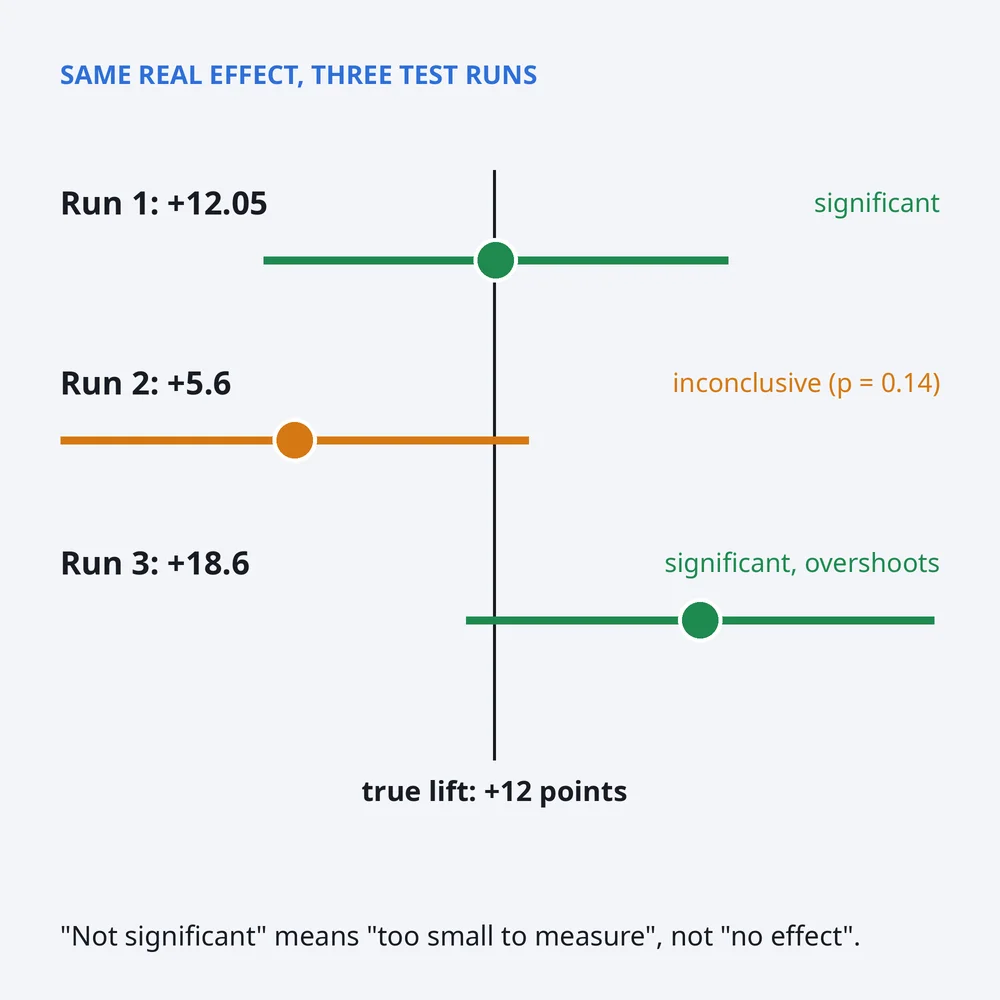 SAME REAL EFFECT, THREE TEST RUNS
Run 1: +12.05
significant
Run 2: +5.6
inconclusive (p = 0.14)
Run 3: +18.6
significant, overshoots
true lift: +12 points
"Not significant" means "too small to measure", not "no effect".